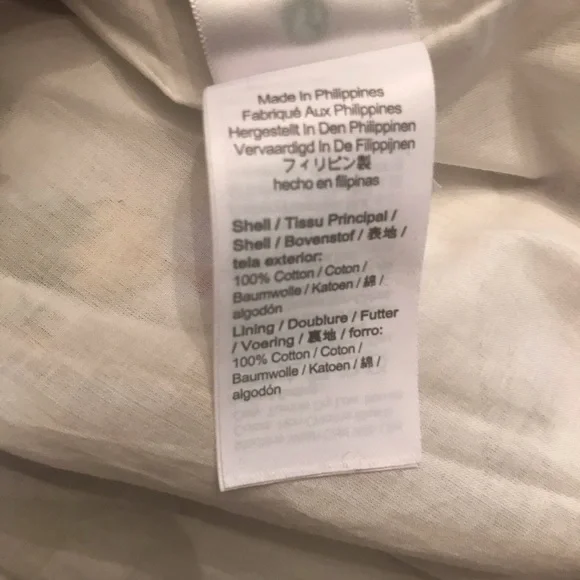 Made In Philippines
Fabriqué Aux Philippines
Hergestellt In Den Philippinen
Vervaardigd In De Filippijnen
フィリピン製
hecho en filipinas
Shell / Tissu Principal /
Shell / Bovenstof / 表地 /
tela exterior:
100% Cotton / Coton /
Baumwolle / Katoen / 綿 /
algodón
Lining / Doublure / Futter
/ Voering / 裏地 / forro:
100% Cotton / Coton /
Baumwolle / Katoen / 綿 /
algodón